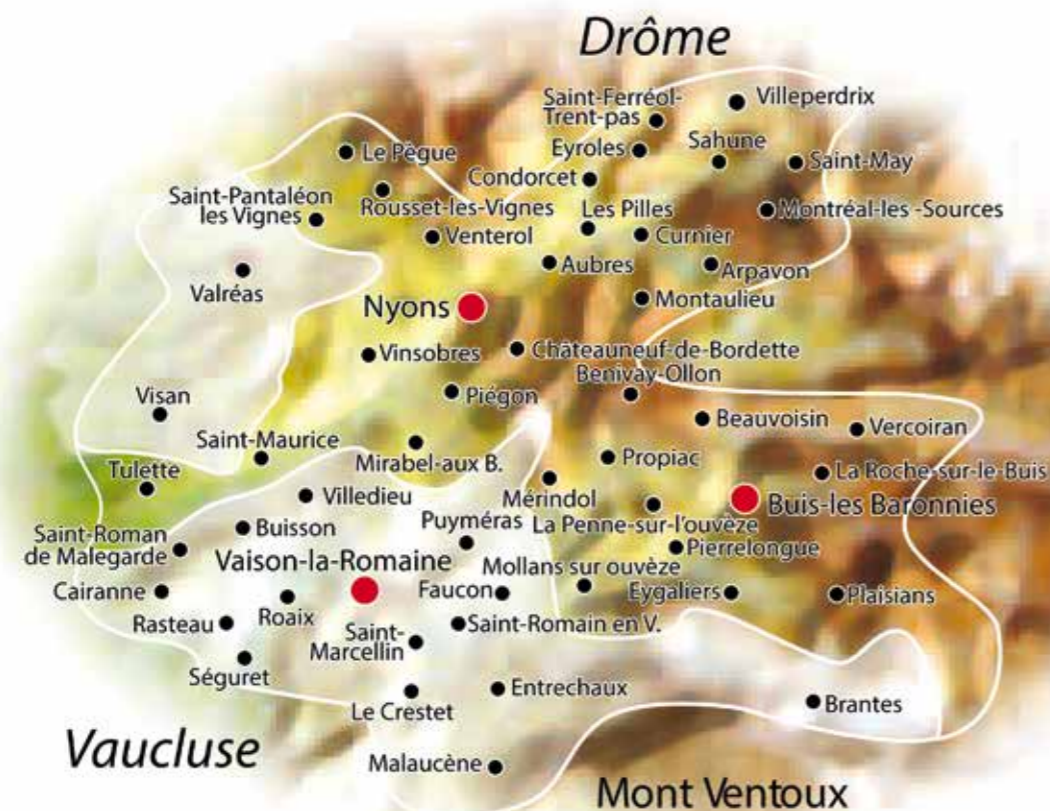 Drôme
Saint-Ferréol-
Trent-pas
Villeperdrix
Eyroles
Sahune
Le Pègue
Saint-May
Condorcet
Saint-Pantaléon
les Vignes
Rousset-les-Vignes
Les Pilles
Montréal-les -Sources
Venterol
Curnier
Aubres
Arpavon
Valréas
Nyons
Montaulieu
Vinsobres
Châteauneuf-de-Bordette
Benivay-Ollon
Visan
Piégon
Beauvoisin
Vercoiran
Saint-Maurice
Mirabel-aux B.
Propiac
Tulette
La Roche-sur-le Buis
Villedieu
Mérindol
Buis-les Baronnies
Puyméras
La Penne-sur-l'ouvèze
Saint-Roman
de Malegarde
Buisson
Pierrelongue
Vaison-la-Romaine
Mollans sur ouvèze
Cairanne
Faucon
Eygaliers
Plaisians
Rasteau
Roaix
Saint-
Marcellin
Saint-Romain en V.
Séguret
Entrechaux
Le Crestet
Brantes
Vaucluse
Malaucène
Mont Ventoux